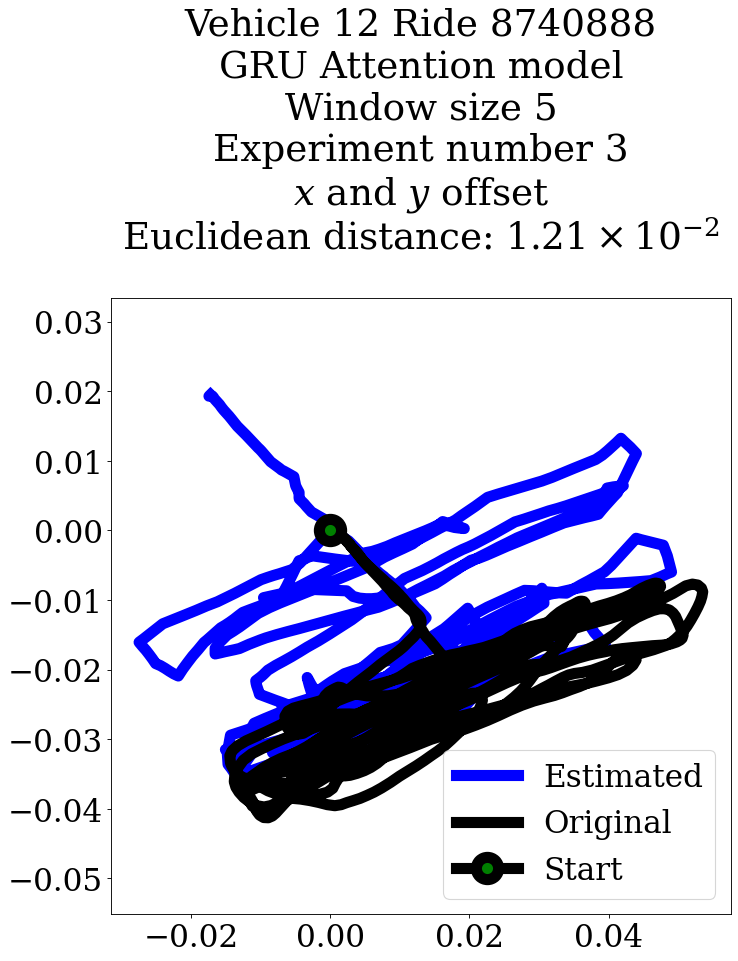 Vehicle 12 Ride 8740888
GRU Attention model
Window size 5
Experiment number 3
x and y offset
Euclidean distance: 1.21 × 10⁻²
0.03
0.02
0.01
0.00
−0.01
−0.02
−0.03
−0.04
−0.05
Estimated
Original
Start
−0.02 0.00 0.02 0.04